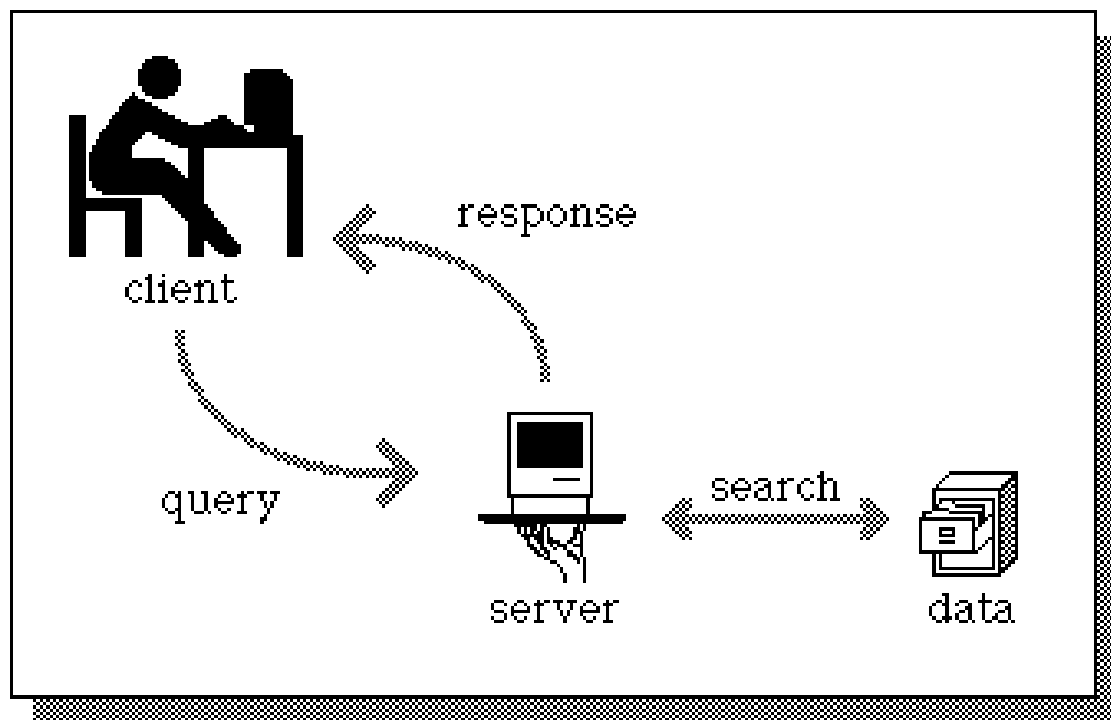 response
client
search
query
server
data